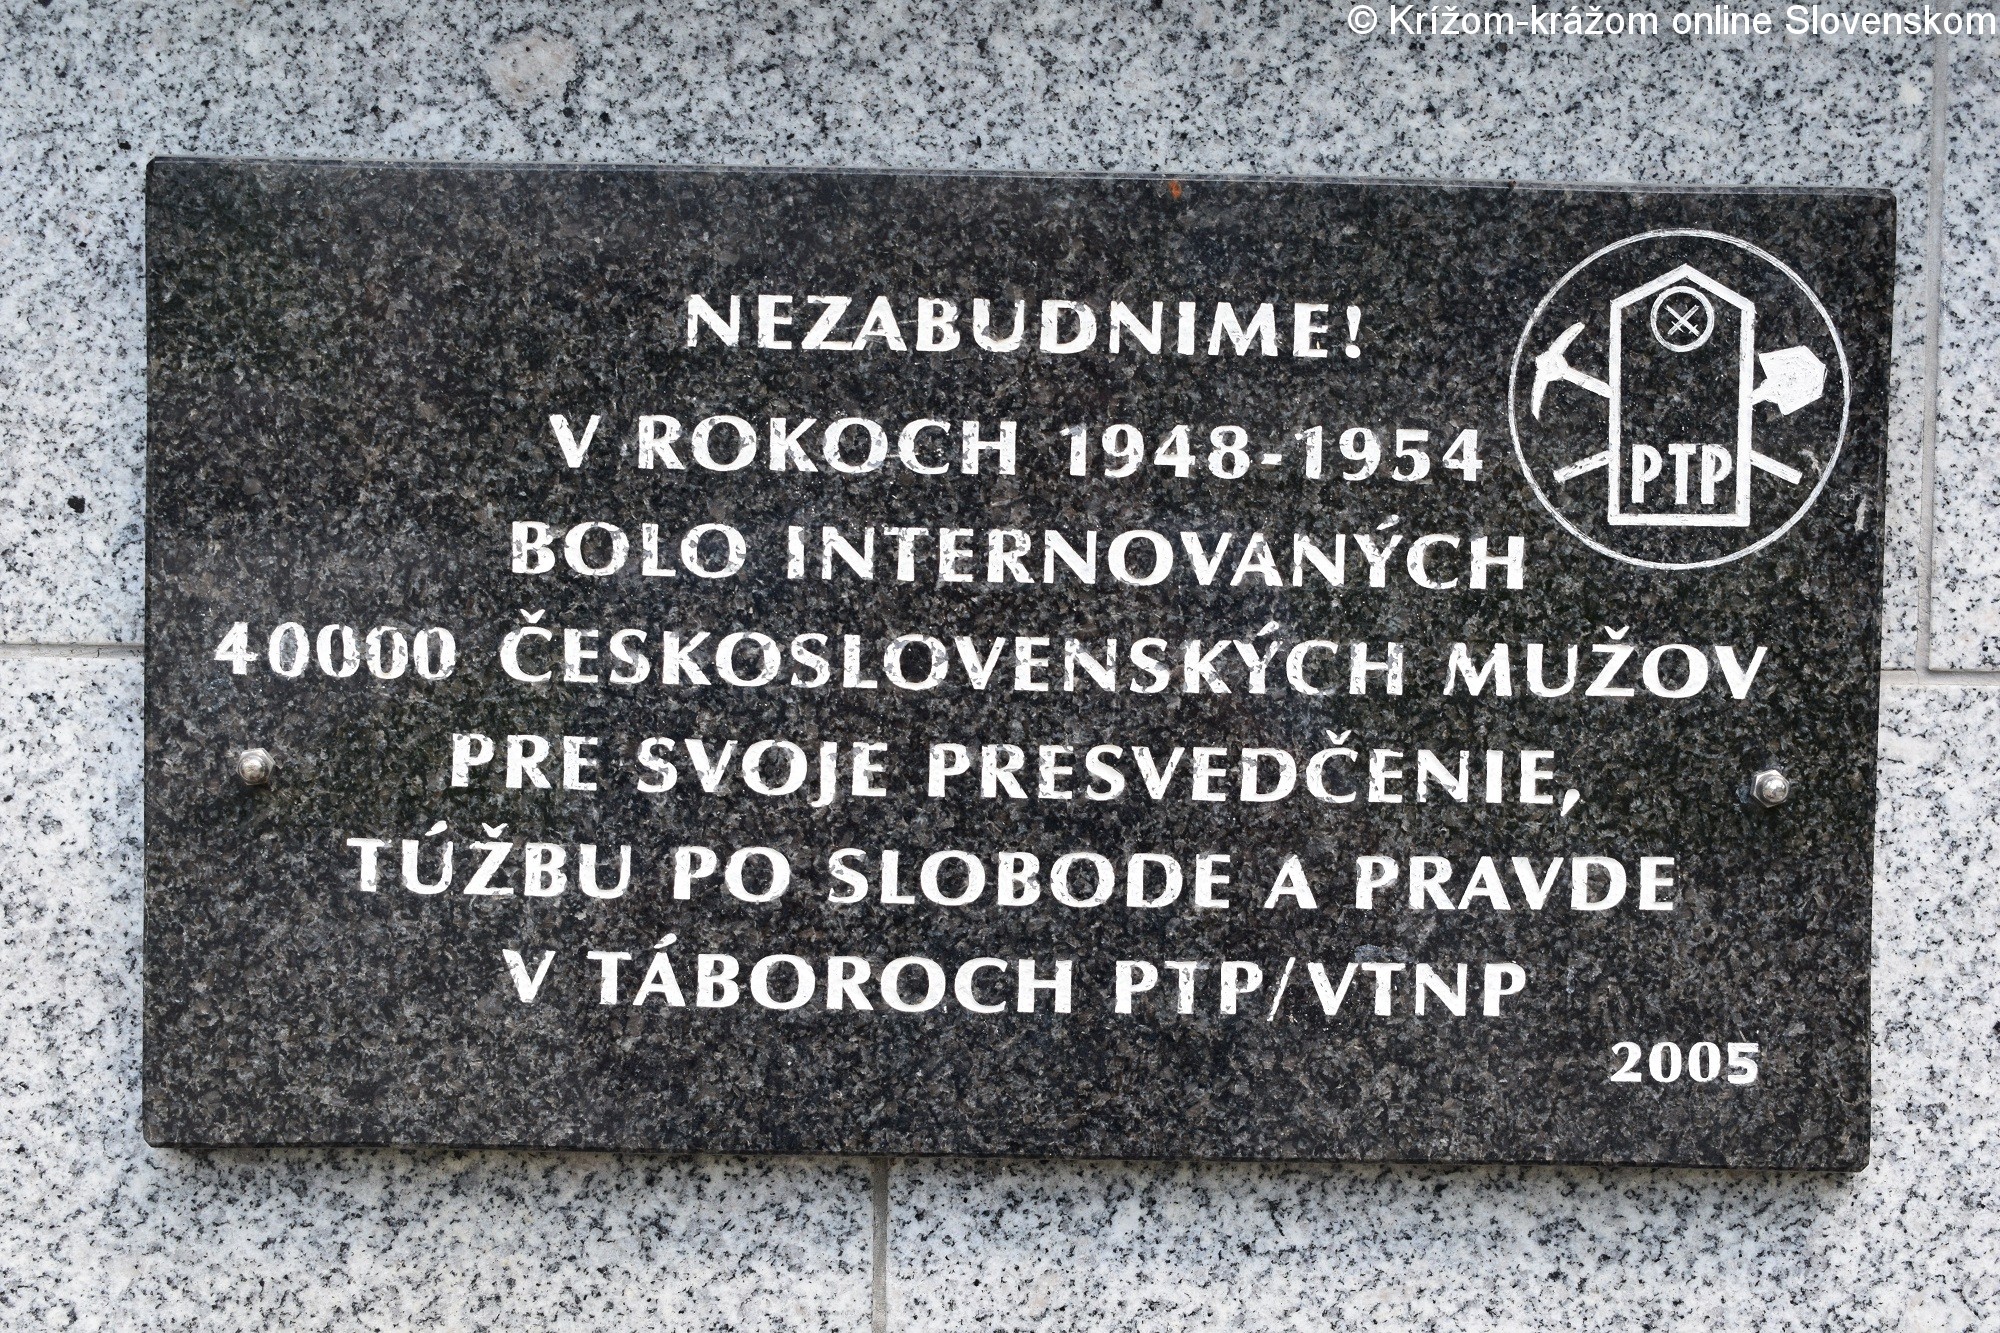 © Krížom-krážom online Slovenskom
NEZABUDNIME!
V ROKOCH 1948-1954
BOLO INTERNOVANÝCH
40000 ČESKOSLOVENSKÝCH MUŽOV
PRE SVOJE PRESVEDČENIE,
TÚŽBU PO SLOBODE A PRAVDE
V TÁBOROCH PTP/VTNP
2005
PTP